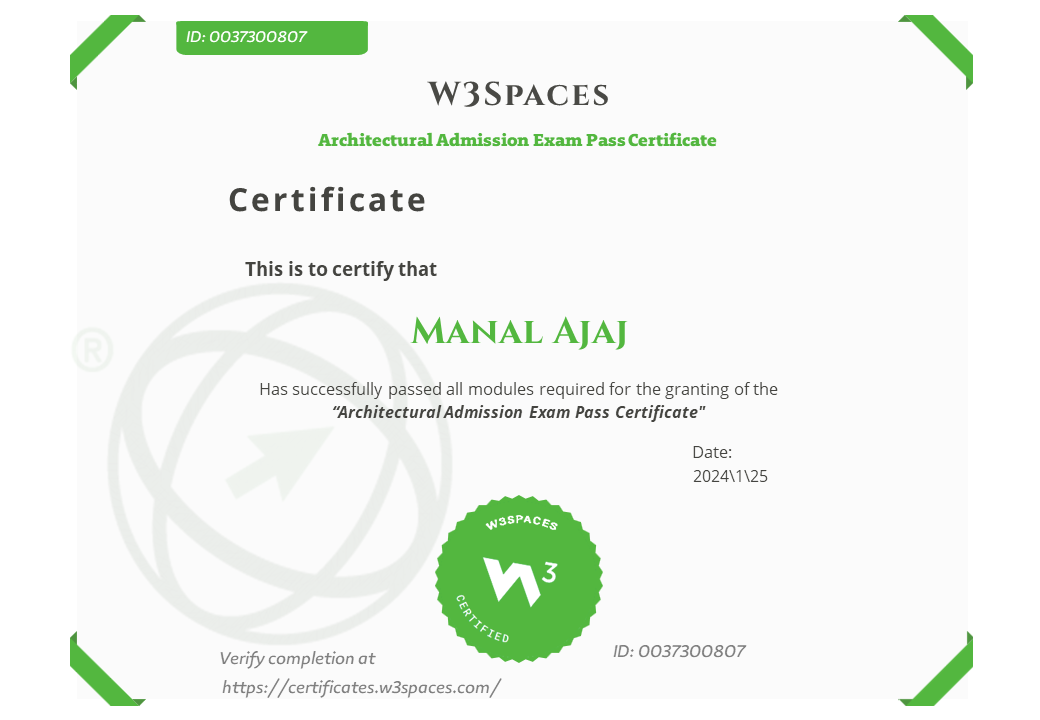 ID: 0037300807
W3Spaces
Architectural Admission Exam Pass Certificate
Certificate
This is to certify that
Manal Ajaj
®
Has successfully passed all modules required for the granting of the
“Architectural Admission Exam Pass Certificate"
Date:
2024\1\25
W3SPACES
W3
CERTIFIED
ID: 0037300807
Verify completion at
https://certificates.w3spaces.com/